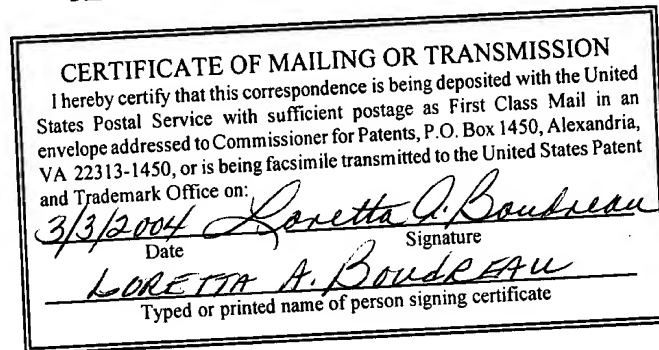 CERTIFICATE OF MAILING OR TRANSMISSION
I hereby certify that this correspondence is being deposited with the United
States Postal Service with sufficient postage as First Class Mail in an
envelope addressed to Commissioner for Patents, P.O. Box 1450, Alexandria,
VA 22313-1450, or is being facsimile transmitted to the United States Patent
and Trademark Office on:
3/3/2004 Loretta A. Boudreau
Date Signature
LORETTA A. BOUDREAU
Typed or printed name of person signing certificate